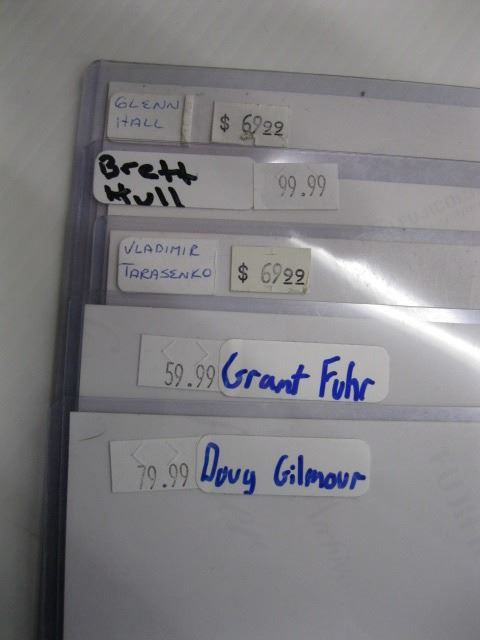 GLENN
HALL
$ 6922
Brett
Hull
99.99
VLADIMIR
TARASENKO
$ 6922
59.99 Grant Fuhr
79.99 Doug Gilmour